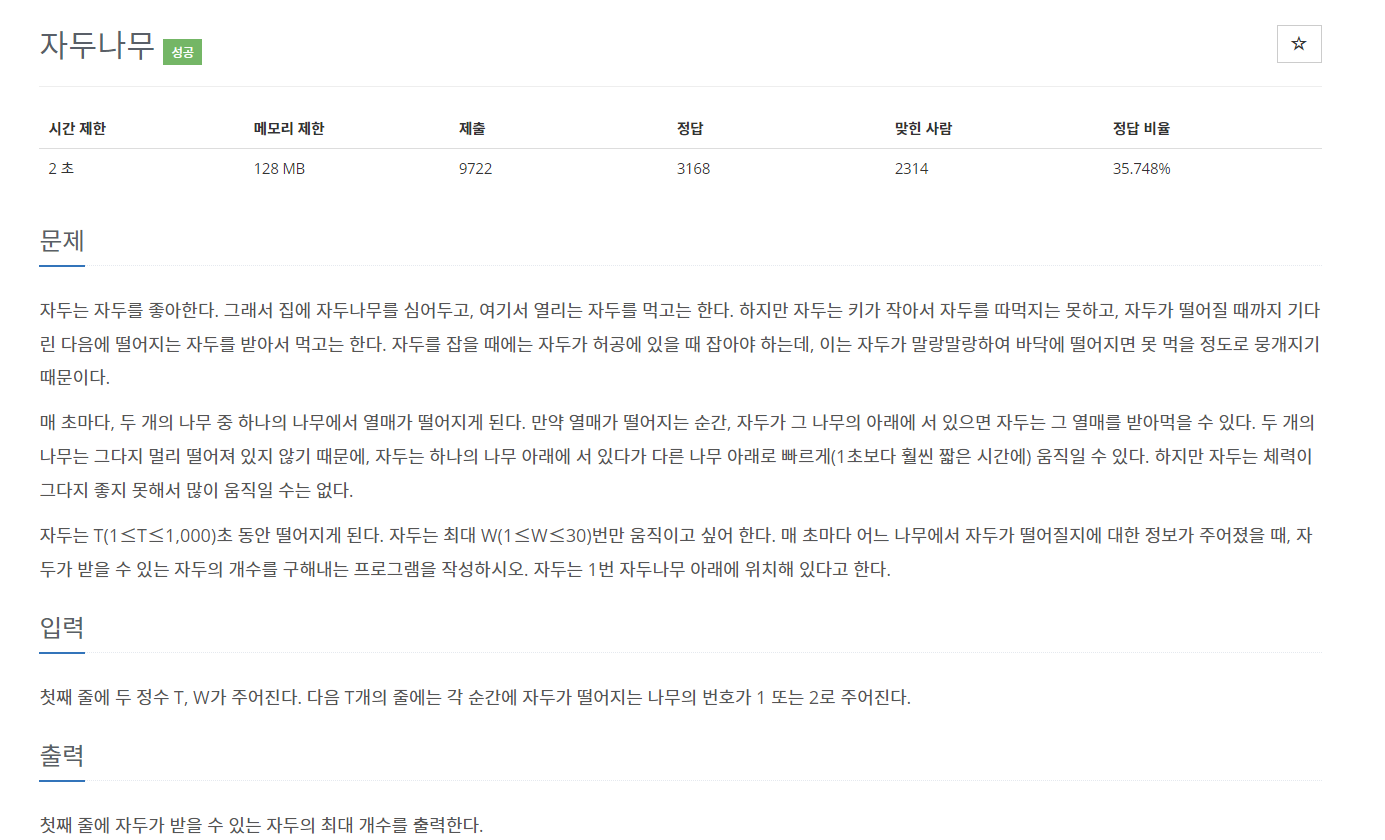 자두나무 성공
☆
시간 제한 메모리 제한 제출 정답 맞힌 사람 정답 비율
2 초 128 MB 9722 3168 2314 35.748%
문제
자두는 자두를 좋아한다. 그래서 집에 자두나무를 심어두고, 여기서 열리는 자두를 먹고는 한다. 하지만 자두는 키가 작아서 자두를 따먹지는 못하고, 자두가 떨어질 때까지 기다
린 다음에 떨어지는 자두를 받아서 먹고는 한다. 자두를 잡을 때에는 자두가 허공에 있을 때 잡아야 하는데, 이는 자두가 말랑말랑하여 바닥에 떨어지면 못 먹을 정도로 뭉개지기
때문이다.
매 초마다, 두 개의 나무 중 하나의 나무에서 열매가 떨어지게 된다. 만약 열매가 떨어지는 순간, 자두가 그 나무의 아래에 서 있으면 자두는 그 열매를 받아먹을 수 있다. 두 개의
나무는 그다지 멀리 떨어져 있지 않기 때문에, 자두는 하나의 나무 아래에 서 있다가 다른 나무 아래로 빠르게(1초보다 훨씬 짧은 시간에) 움직일 수 있다. 하지만 자두는 체력이
그다지 좋지 못해서 많이 움직일 수는 없다.
자두는 T(1≤T≤1,000)초 동안 떨어지게 된다. 자두는 최대 W(1≤W≤30)번만 움직이고 싶어 한다. 매 초마다 어느 나무에서 자두가 떨어질지에 대한 정보가 주어졌을 때, 자
두가 받을 수 있는 자두의 개수를 구해내는 프로그램을 작성하시오. 자두는 1번 자두나무 아래에 위치해 있다고 한다.
입력
첫째 줄에 두 정수 T, W가 주어진다. 다음 T개의 줄에는 각 순간에 자두가 떨어지는 나무의 번호가 1 또는 2로 주어진다.
출력
첫째 줄에 자두가 받을 수 있는 자두의 최대 개수를 출력한다.